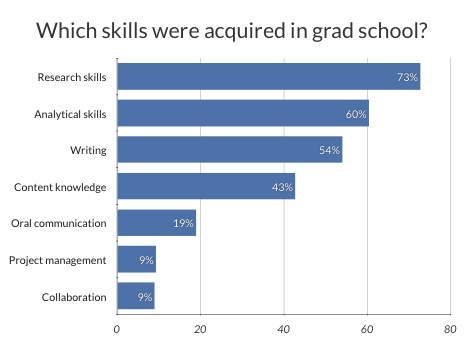 Which skills were acquired in grad school?
Research skills 73%
Analytical skills 60%
Writing 54%
Content knowledge 43%
Oral communication 19%
Project management 9%
Collaboration 9%
0 20 40 60 80